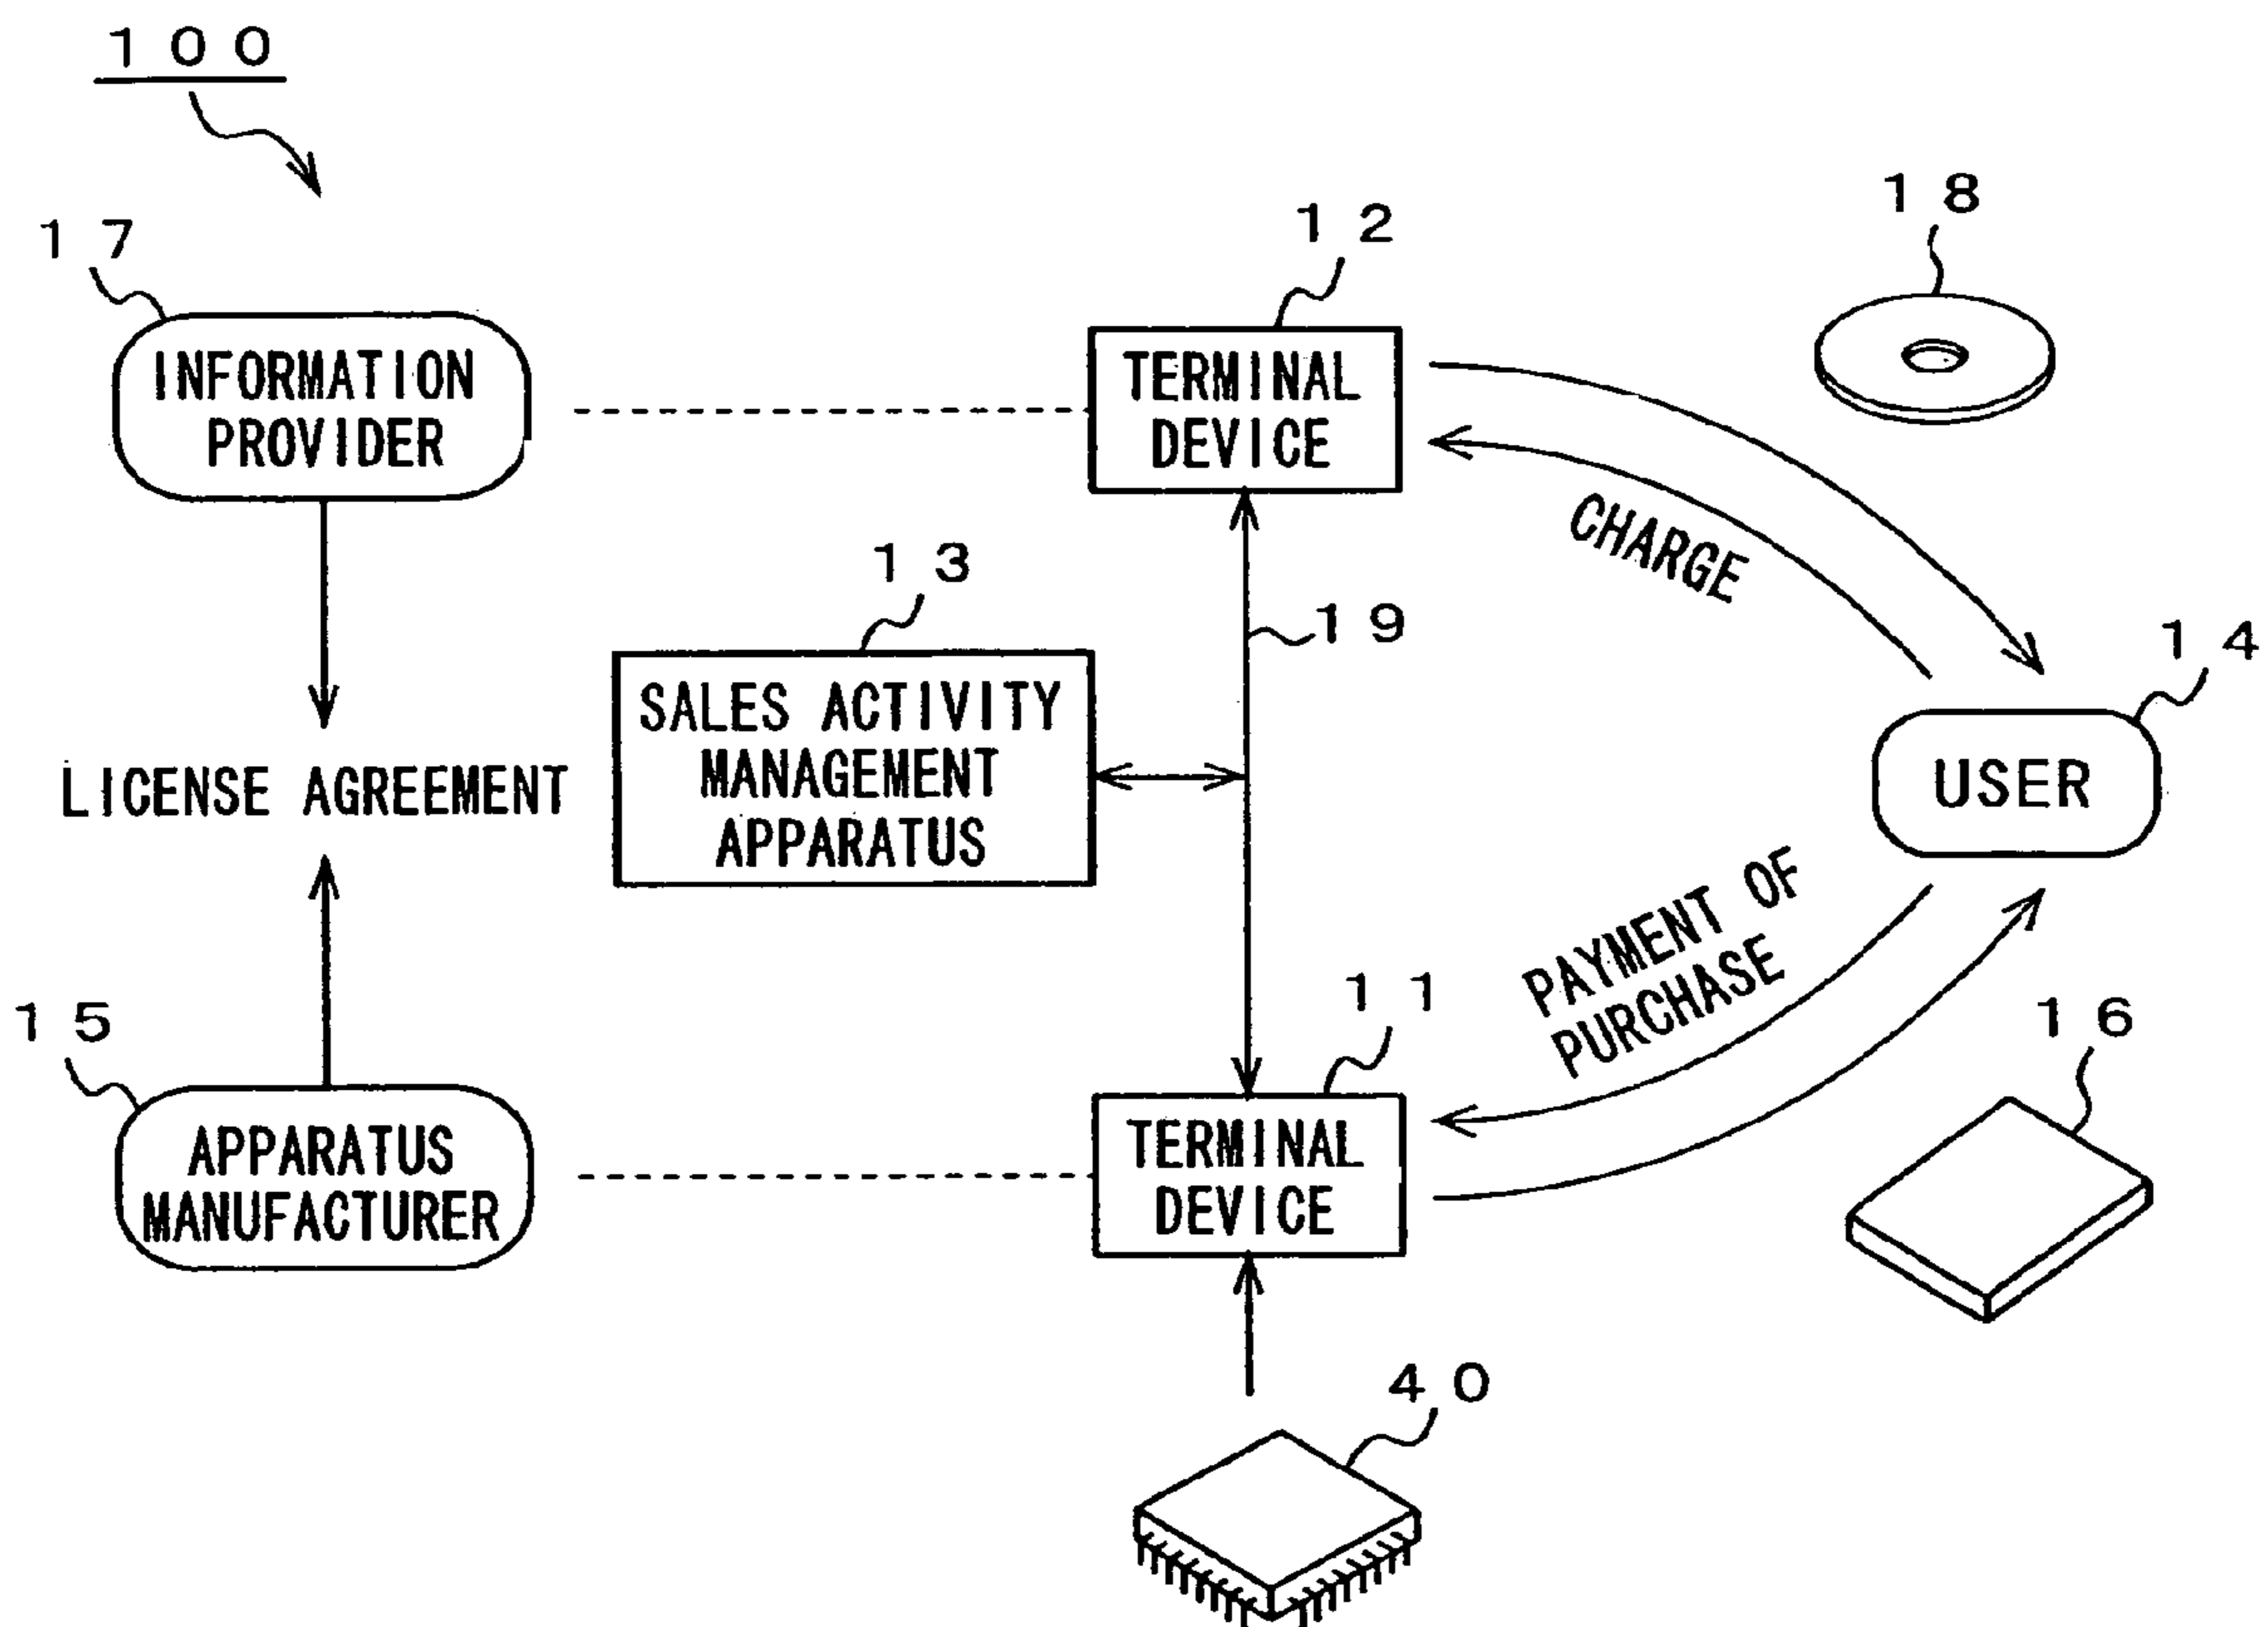 100
17
INFORMATION
PROVIDER
12
TERMINAL
DEVICE
18
CHARGE
13
SALES ACTIVITY
MANAGEMENT
APPARATUS
19
14
USER
LICENSE AGREEMENT
PAYMENT OF
PURCHASE
15
APPARATUS
MANUFACTURER
11
TERMINAL
DEVICE
16
40